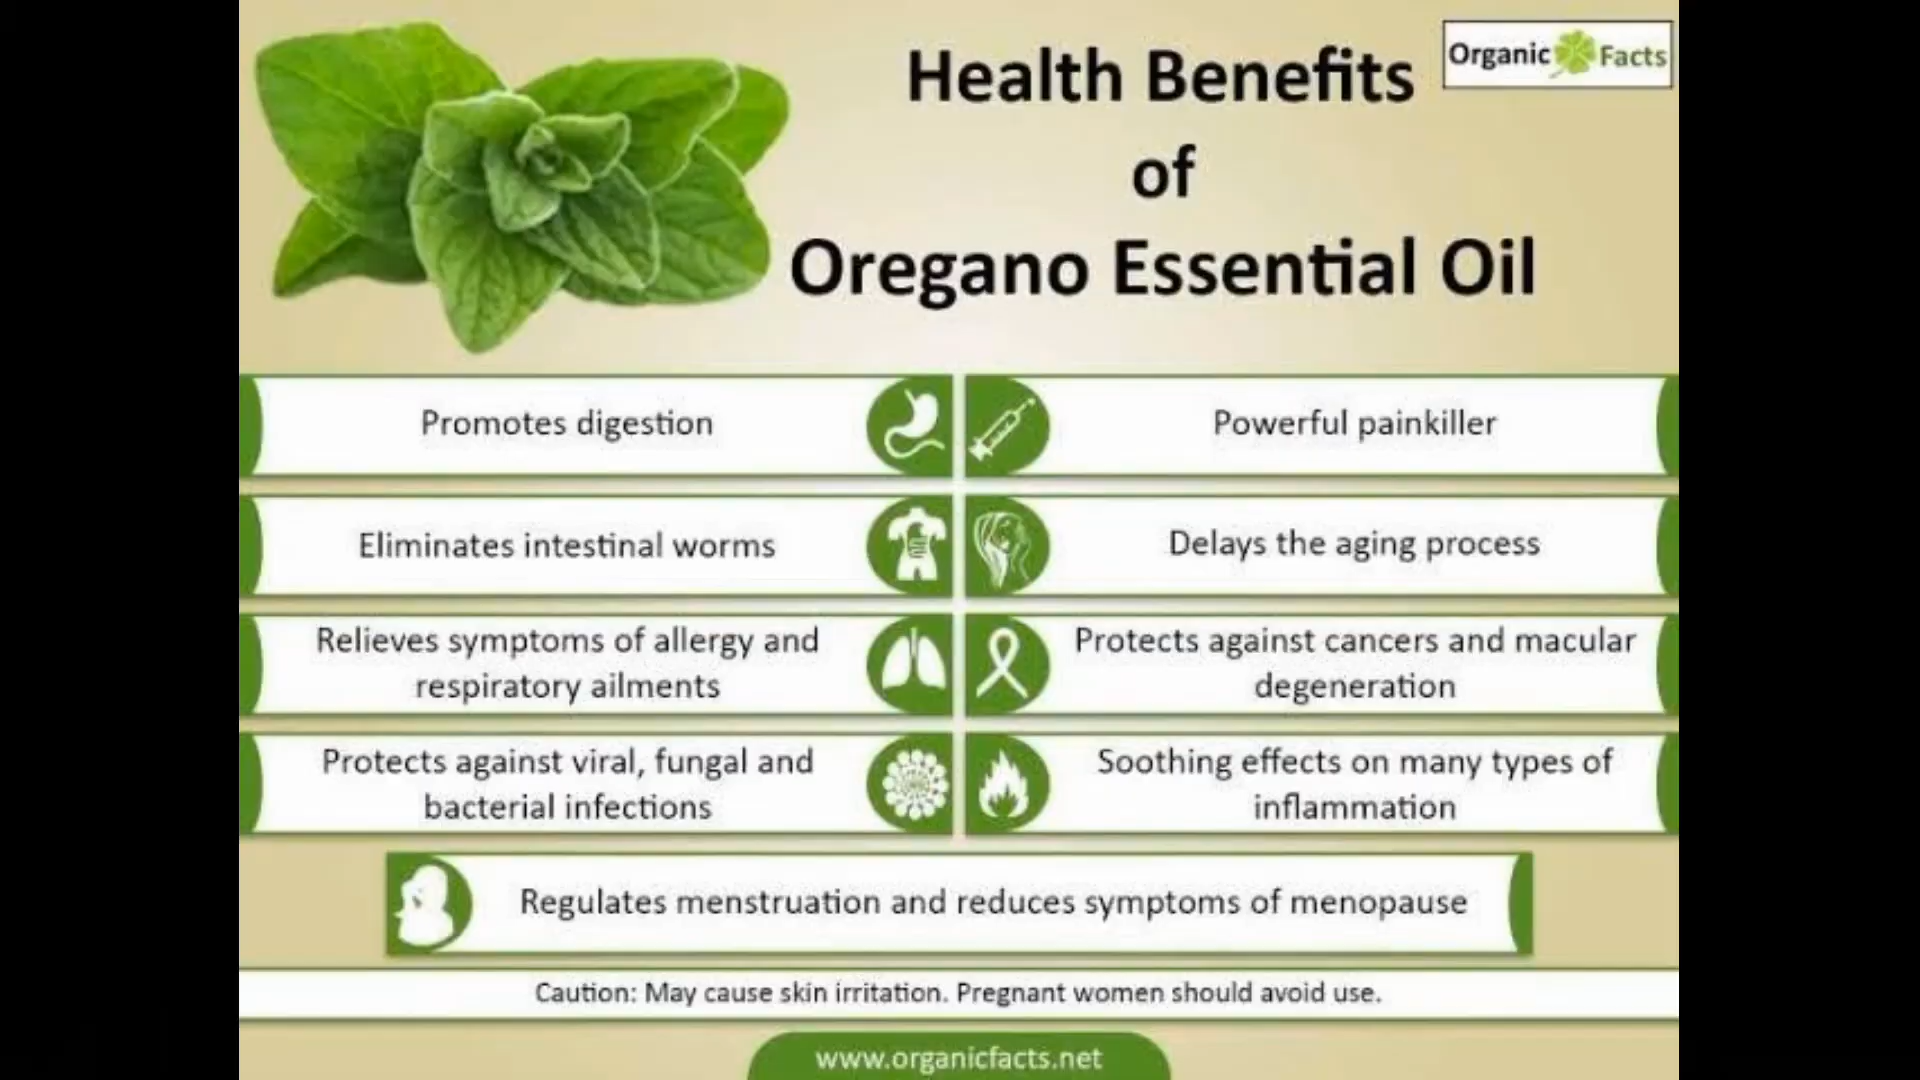 Health Benefits
of
Oregano Essential Oil
Organic Facts
Promotes digestion
Powerful painkiller
Eliminates intestinal worms
Delays the aging process
Relieves symptoms of allergy and
respiratory ailments
Protects against cancers and macular
degeneration
Protects against viral, fungal and
bacterial infections
Soothing effects on many types of
inflammation
Regulates menstruation and reduces symptoms of menopause
Caution: May cause skin irritation. Pregnant women should avoid use.
www.organicfacts.net